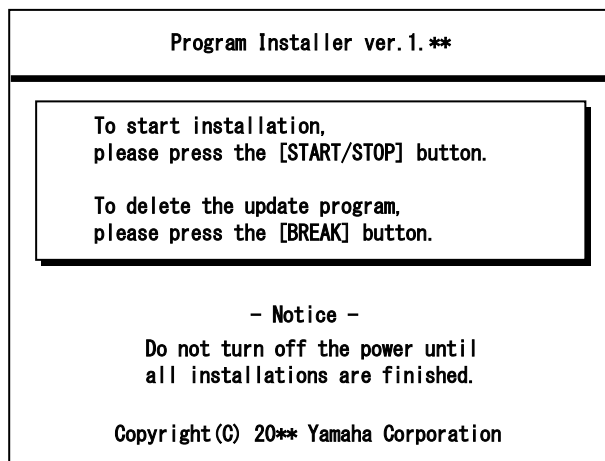 Program Installer ver.1.**
To start installation,
please press the [START/STOP] button.
To delete the update program,
please press the [BREAK] button.
- Notice -
Do not turn off the power until
all installations are finished.
Copyright(C) 20** Yamaha Corporation